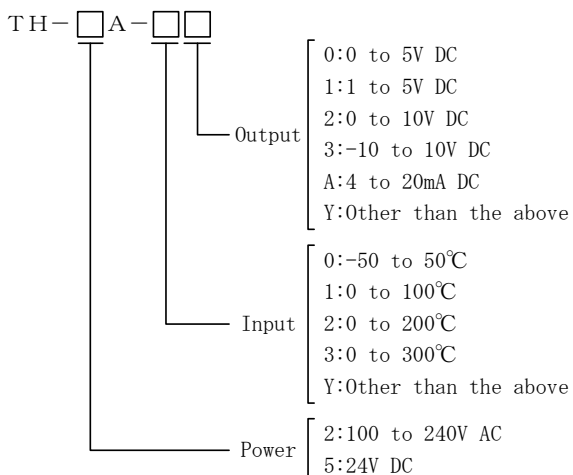 TH-□A-□□
Output
0:0 to 5V DC
1:1 to 5V DC
2:0 to 10V DC
3:-10 to 10V DC
A:4 to 20mA DC
Y:Other than the above
Input
0:-50 to 50℃
1:0 to 100℃
2:0 to 200℃
3:0 to 300℃
Y:Other than the above
Power
2:100 to 240V AC
5:24V DC